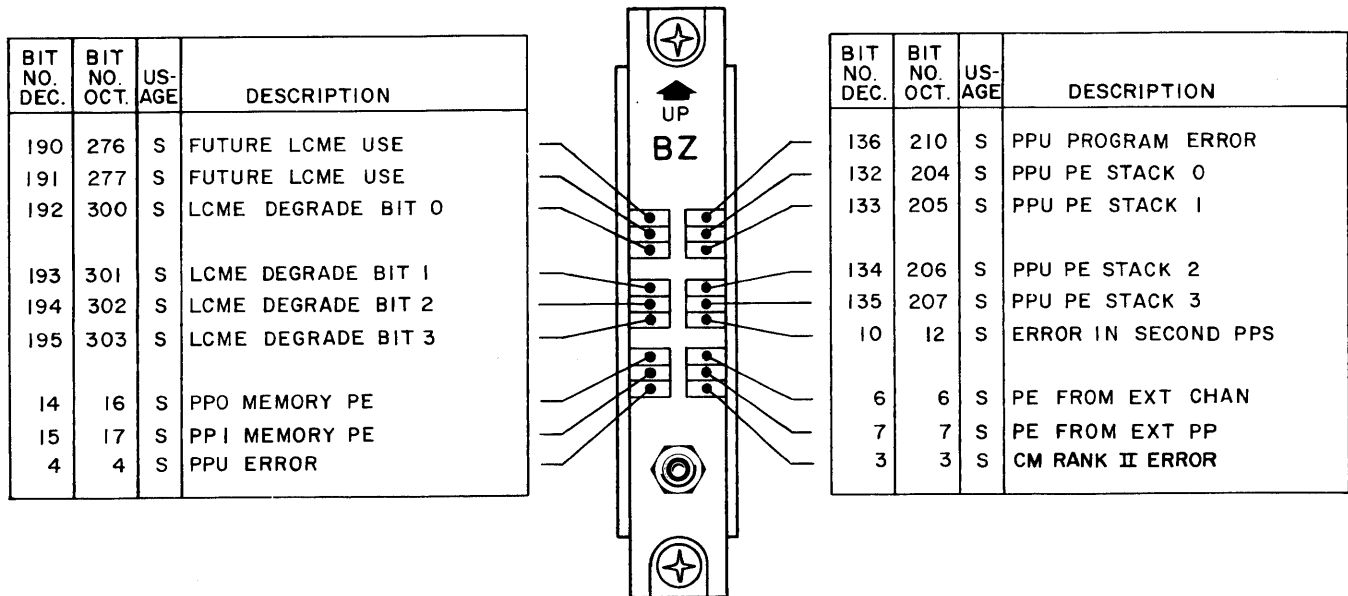 BIT NO. DEC. BIT NO. OCT. US-AGE DESCRIPTION
190 276 S FUTURE LCME USE
191 277 S FUTURE LCME USE
192 300 S LCME DEGRADE BIT 0
193 301 S LCME DEGRADE BIT 1
194 302 S LCME DEGRADE BIT 2
195 303 S LCME DEGRADE BIT 3
14 16 S PPO MEMORY PE
15 17 S PPI MEMORY PE
4 4 S PPU ERROR
UP
BZ
BIT NO. DEC. BIT NO. OCT. US-AGE DESCRIPTION
136 210 S PPU PROGRAM ERROR
132 204 S PPU PE STACK 0
133 205 S PPU PE STACK 1
134 206 S PPU PE STACK 2
135 207 S PPU PE STACK 3
10 12 S ERROR IN SECOND PPS
6 6 S PE FROM EXT CHAN
7 7 S PE FROM EXT PP
3 3 S CM RANK II ERROR